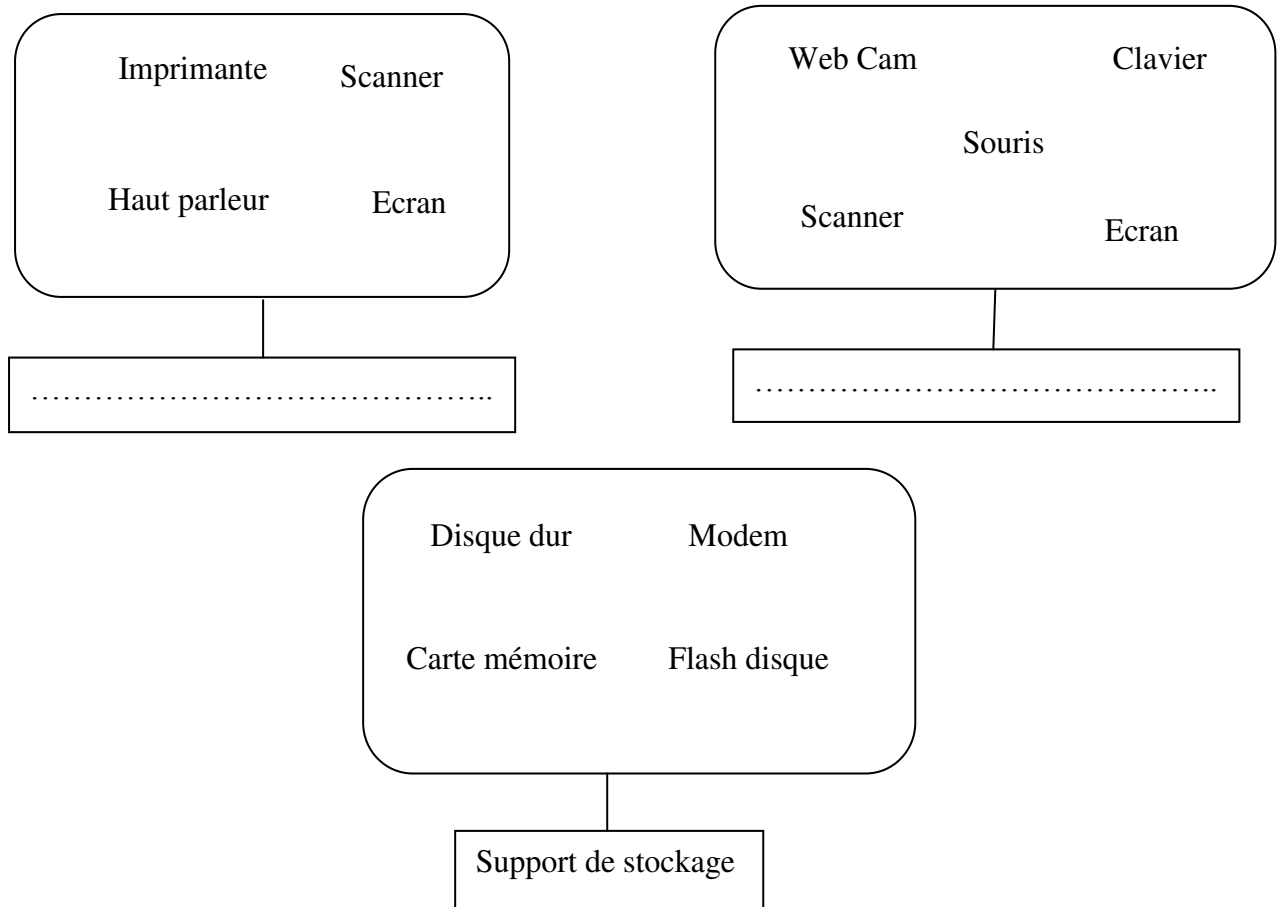 Imprimante Scanner
Haut parleur Ecran
……………………………………..
Web Cam Clavier
Souris
Scanner Ecran
……………………………………..
Disque dur Modem
Carte mémoire Flash disque
Support de stockage